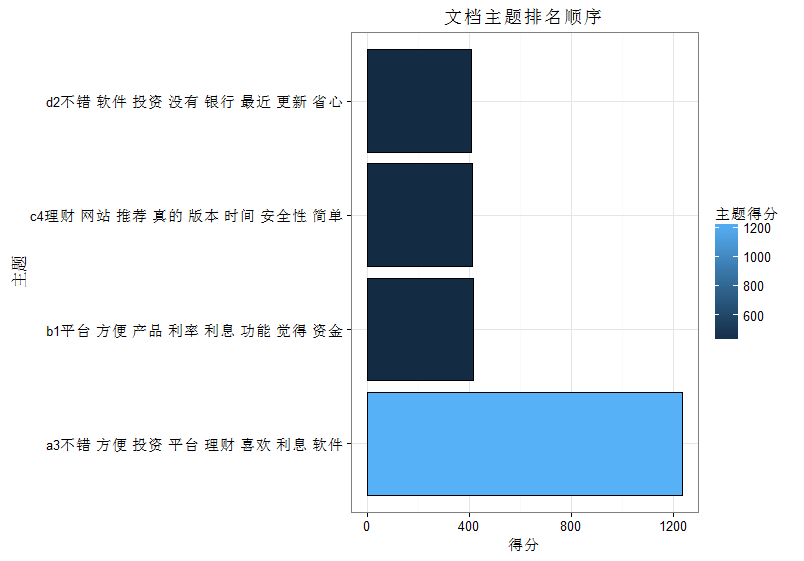 文档主题排名顺序
d2不错 软件 投资 没有 银行 最近 更新 省心
c4理财 网站 推荐 真的 版本 时间 安全性 简单
b1平台 方便 产品 利率 利息 功能 觉得 资金
a3不错 方便 投资 平台 理财 喜欢 利息 软件
主题
0 400 800 1200
得分
主题得分
1200
1000
800
600